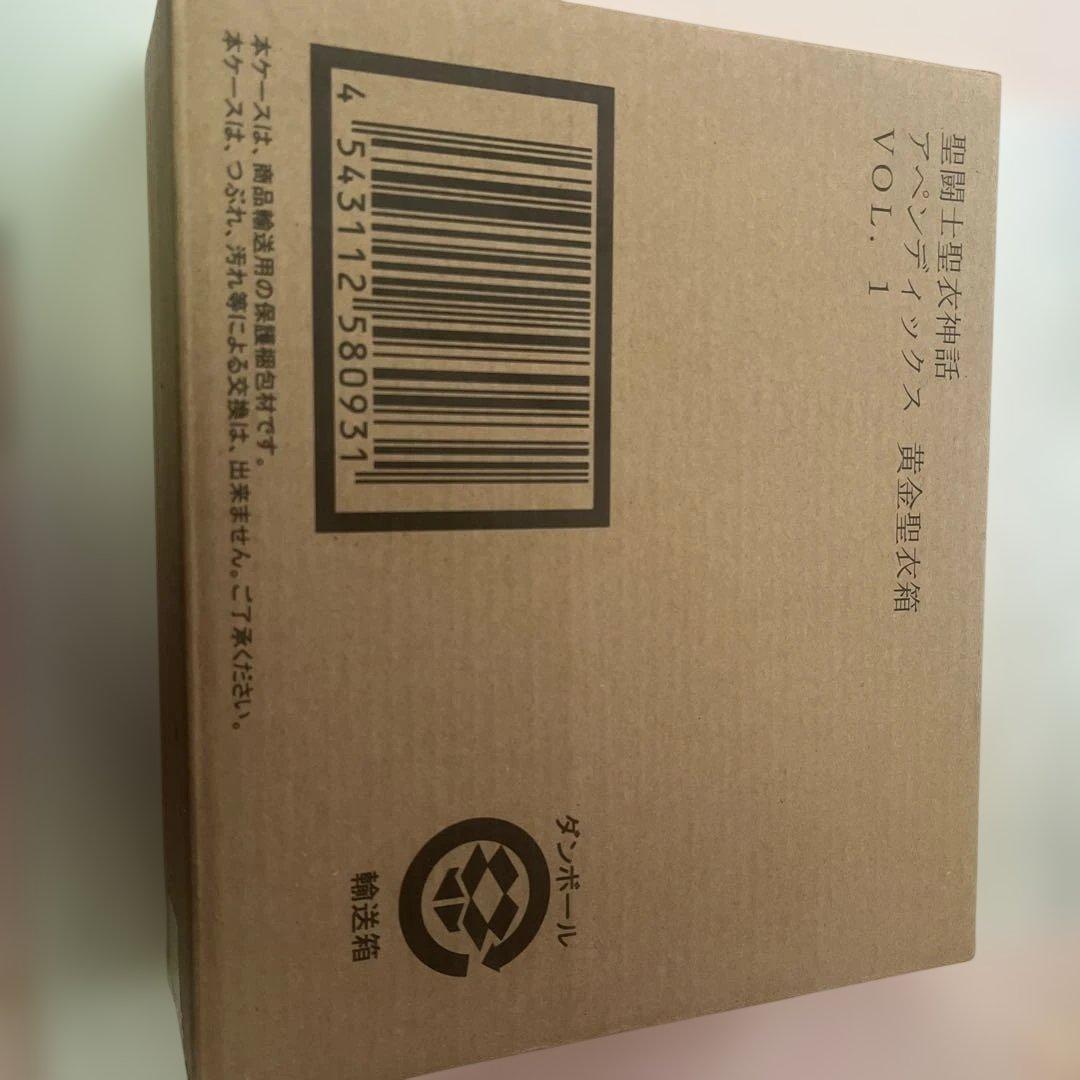 聖闘士聖衣神話
アペンディックス 黄金聖衣箱
VOL. 1
4 543112 580931
本ケースは、商品輸送用の保護梱包材です。
本ケースは、つぶれ、汚れ等による交換は、出来ません。ご了承ください。
ダンボール
輸送箱